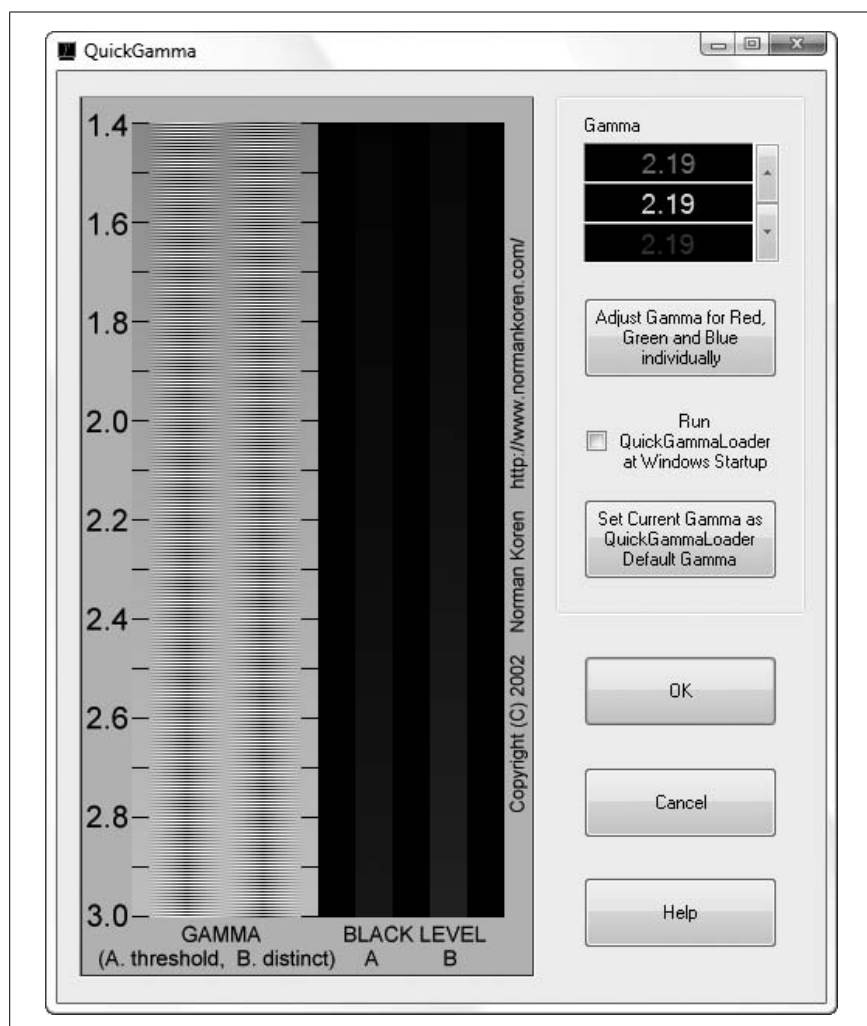 QuickGamma
1.4
1.6
1.8
2.0
2.2
2.4
2.6
2.8
3.0
GAMMA
(A. threshold, B. distinct)
BLACK LEVEL
A B
Copyright (C) 2002 Norman Koren http://www.normankoren.com/
Gamma
2.19
2.19
2.19
Adjust Gamma for Red,
Green and Blue
individually
Run
QuickGammaLoader
at Windows Startup
Set Current Gamma as
QuickGammaLoader
Default Gamma
OK
Cancel
Help